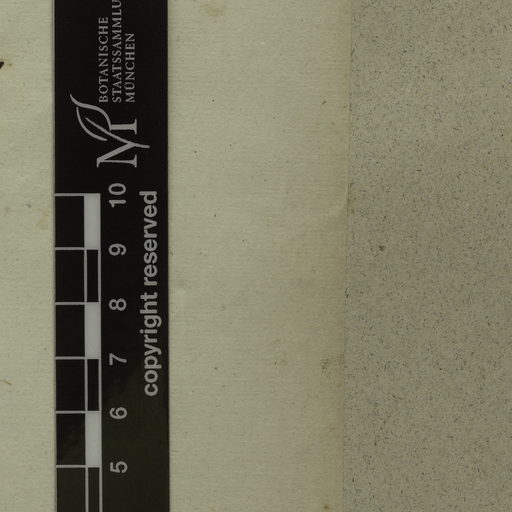 BOTANISCHE
STAATSSAMMLU
MÜNCHEN
M
10
9
8
7
6
5
copyright reserved